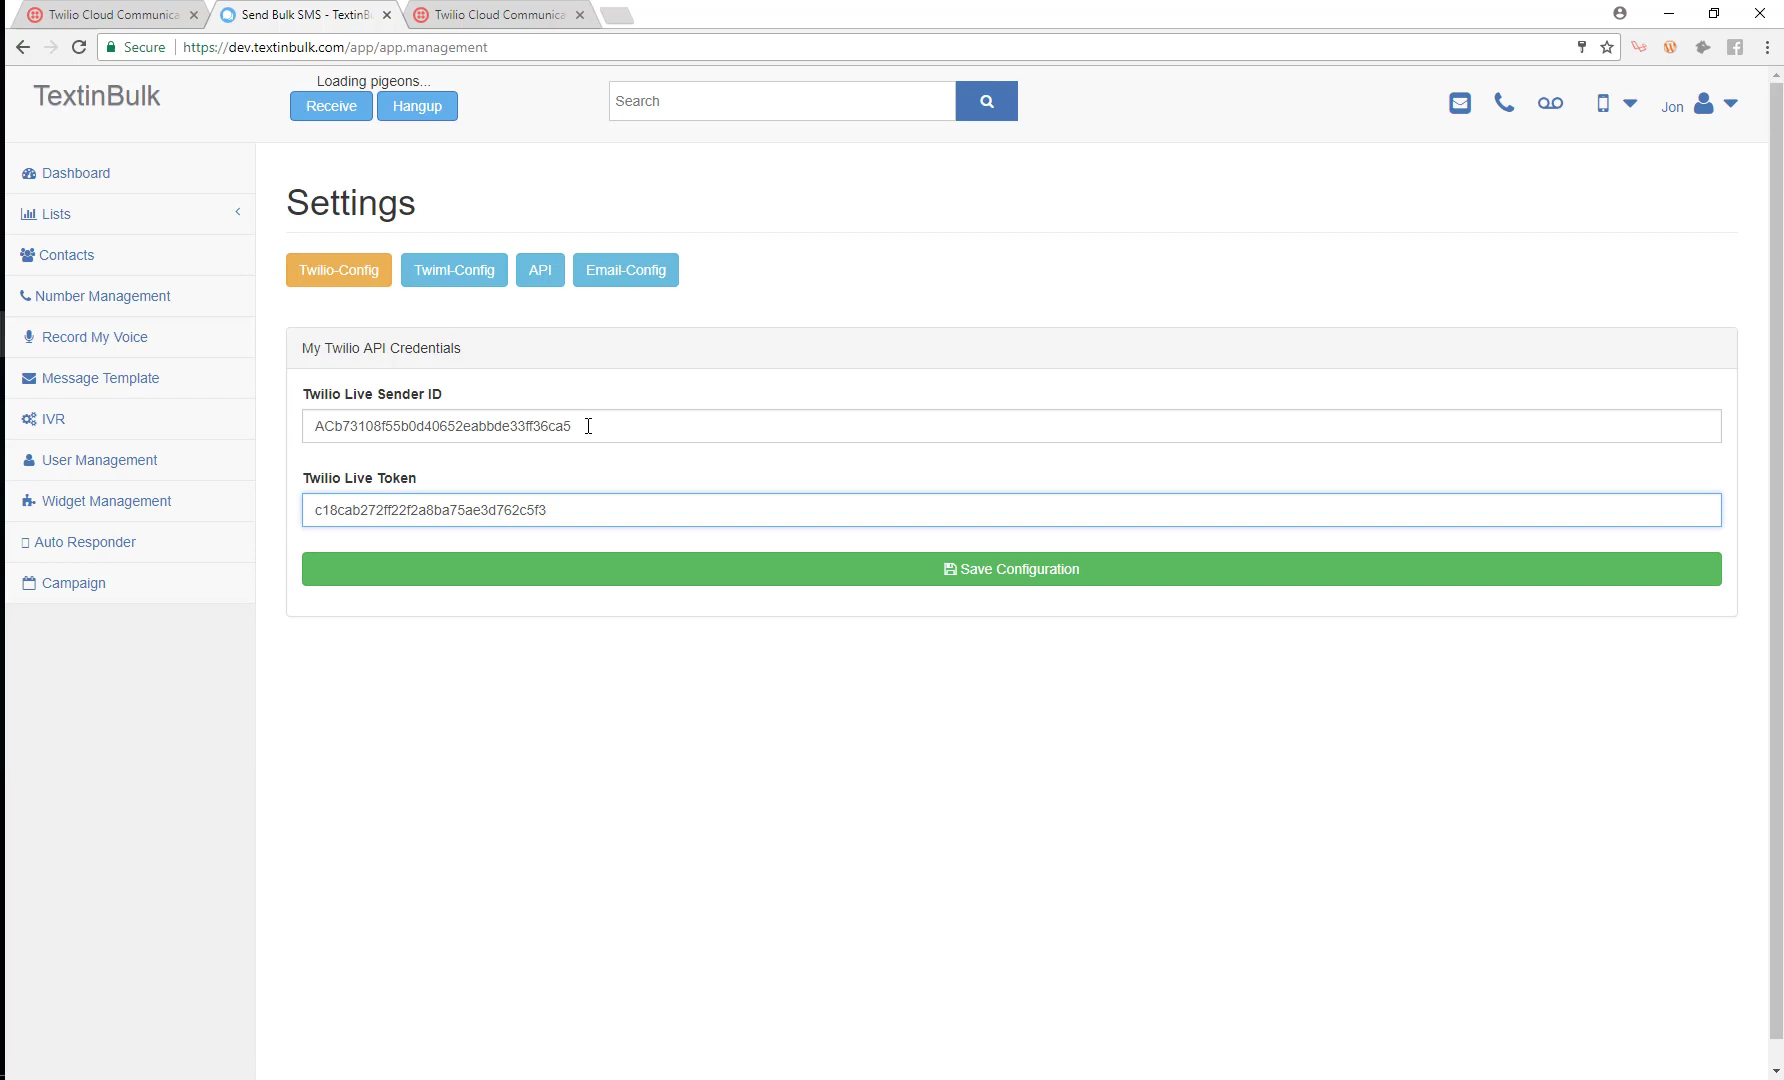 Twilio Cloud Communica
Send Bulk SMS - TextinB
Twilio Cloud Communica
Secure
https://dev.textinbulk.com/app/app.management
TextinBulk
Loading pigeons...
Receive
Hangup
Search
Jon
Dashboard
Lists
Contacts
Number Management
Record My Voice
Message Template
IVR
User Management
Widget Management
Auto Responder
Campaign
Settings
Twilio-Config
Twiml-Config
API
Email-Config
My Twilio API Credentials
Twilio Live Sender ID
ACb73108f55b0d40652eabbde33ff36ca5
Twilio Live Token
c18cab272ff22f2a8ba75ae3d762c5f3
Save Configuration